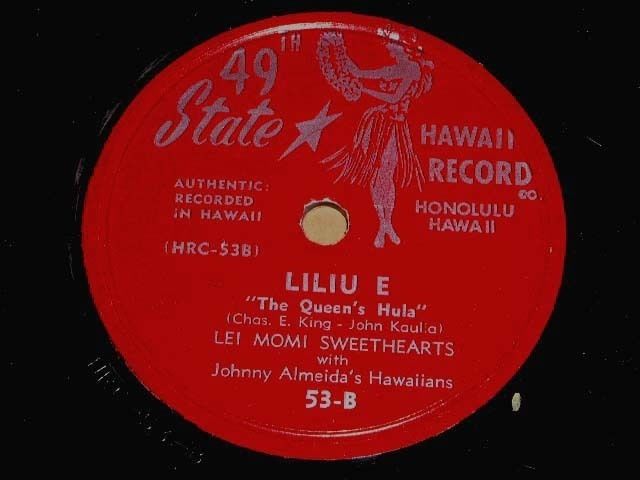 49TH
State
HAWAII
RECORD
CO.
HONOLULU
HAWAII
AUTHENTIC:
RECORDED
IN HAWAII
(HRC-53B)
LILIU E
"The Queen's Hula"
(Chas. E. King - John Kaulia)
LEI MOMI SWEETHEARTS
with
Johnny Almeida's Hawaiians
53-B